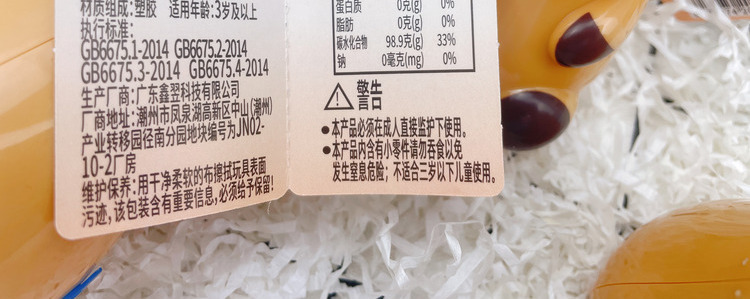 材质组成:塑胶 适用年龄:3岁及以上
执行标准:
GB6675.1-2014 GB6675.2-2014
GB6675.3-2014 GB6675.4-2014
生产厂商:广东鑫翌科技有限公司
厂商地址:潮州市凤泉湖高新区中山(潮州)
产业转移园径南分园地块编号为JN02-
10-2厂房
维护保养:用干净柔软的布擦拭玩具表面
污迹,该包装含有重要信息,必须给予保留!
蛋白质 0克(g) 0%
脂肪 0克(g) 0%
碳水化合物 98.9克(g) 33%
钠 0毫克(mg) 0%
警告
●本产品必须在成人直接监护下使用。
●本产品内含有小零件请勿吞食以免
发生窒息危险;不适合三岁以下儿童使用。